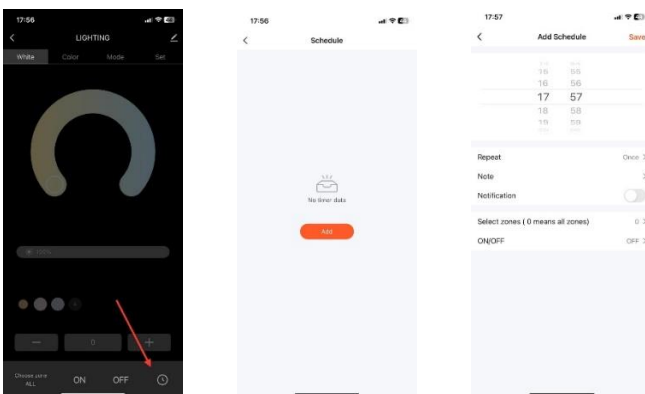 17:56
LIGHTING
White Color Mode Set
100%
− 0 +
Choose zone
ALL
ON OFF
17:56
Schedule
No timer data
Add
17:57
Add Schedule Save
15 55
16 56
17 57
18 58
19 59
Repeat Once
Note
Notification
Select zones ( 0 means all zones) 0
ON/OFF OFF